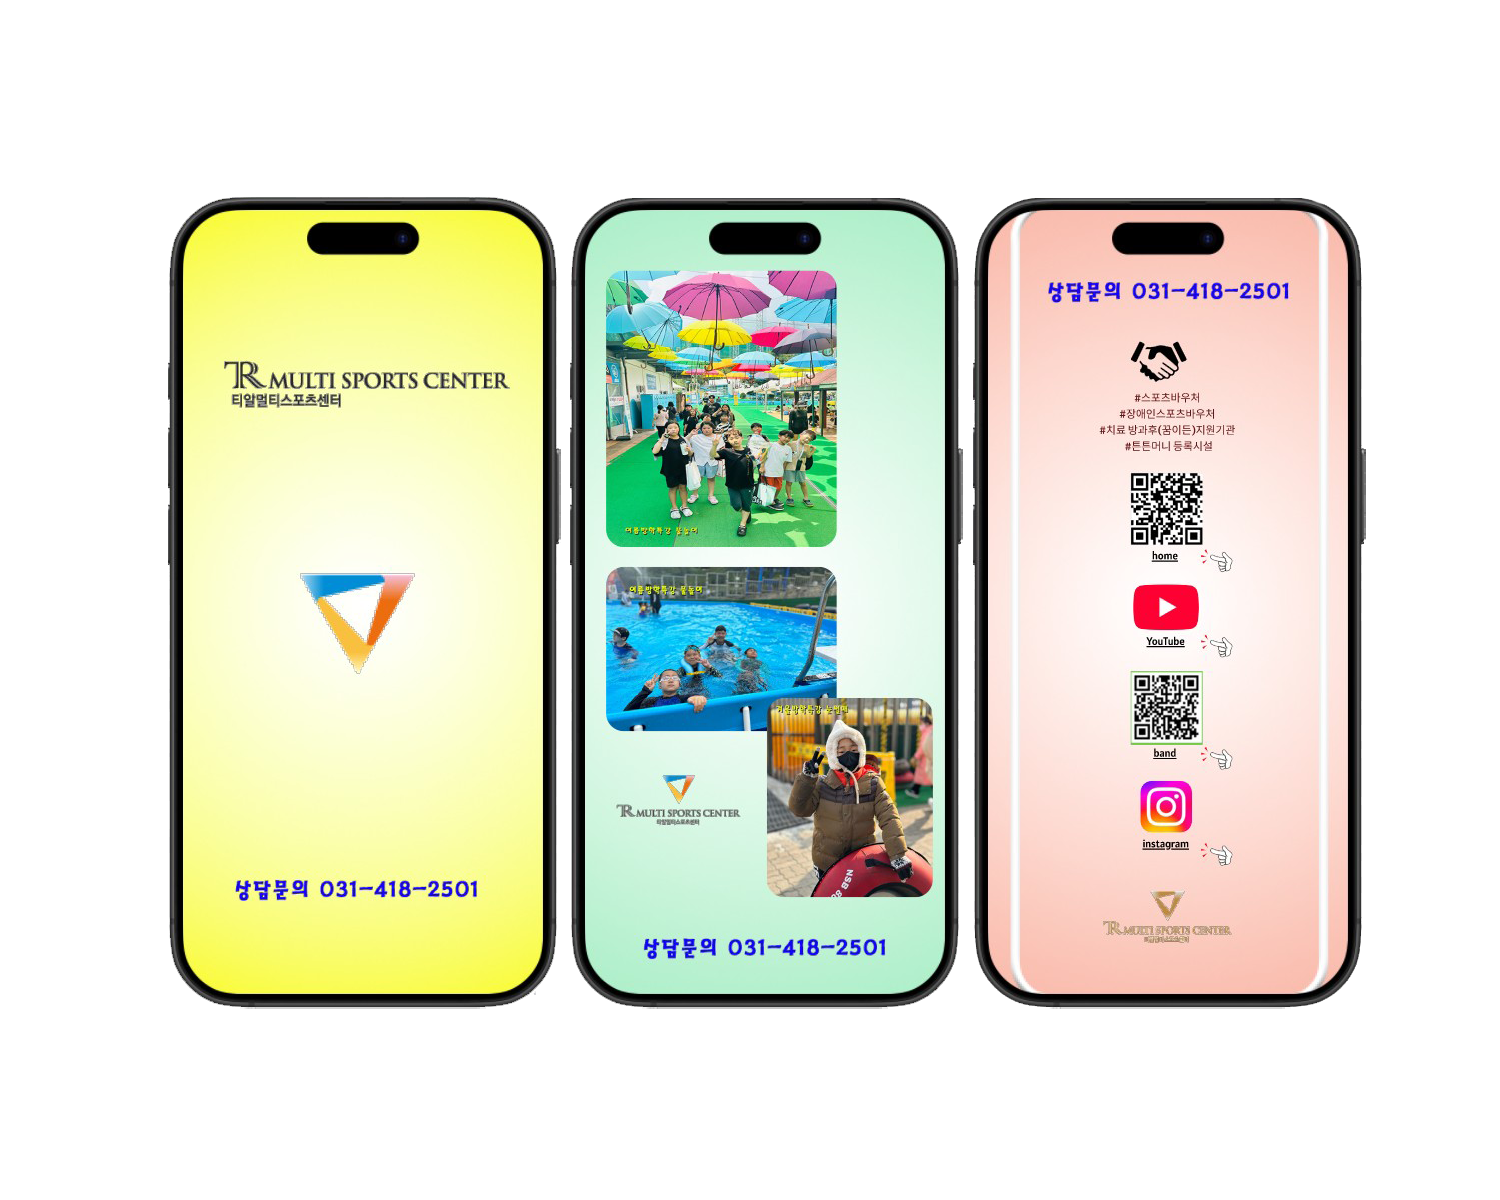 TR MULTI SPORTS CENTER
티알멀티스포츠센터
상담문의 031-418-2501
여름방학특강 물놀이
여름방학특강 물놀이
겨울방학특강 눈썰매
TR MULTI SPORTS CENTER
티알멀티스포츠센터
상담문의 031-418-2501
상담문의 031-418-2501
#스포츠바우처
#장애인스포츠바우처
#치료 방과후(꿈이든)지원기관
#튼튼머니 등록시설
home
YouTube
band
instagram
TR MULTI SPORTS CENTER
티알멀티스포츠센터